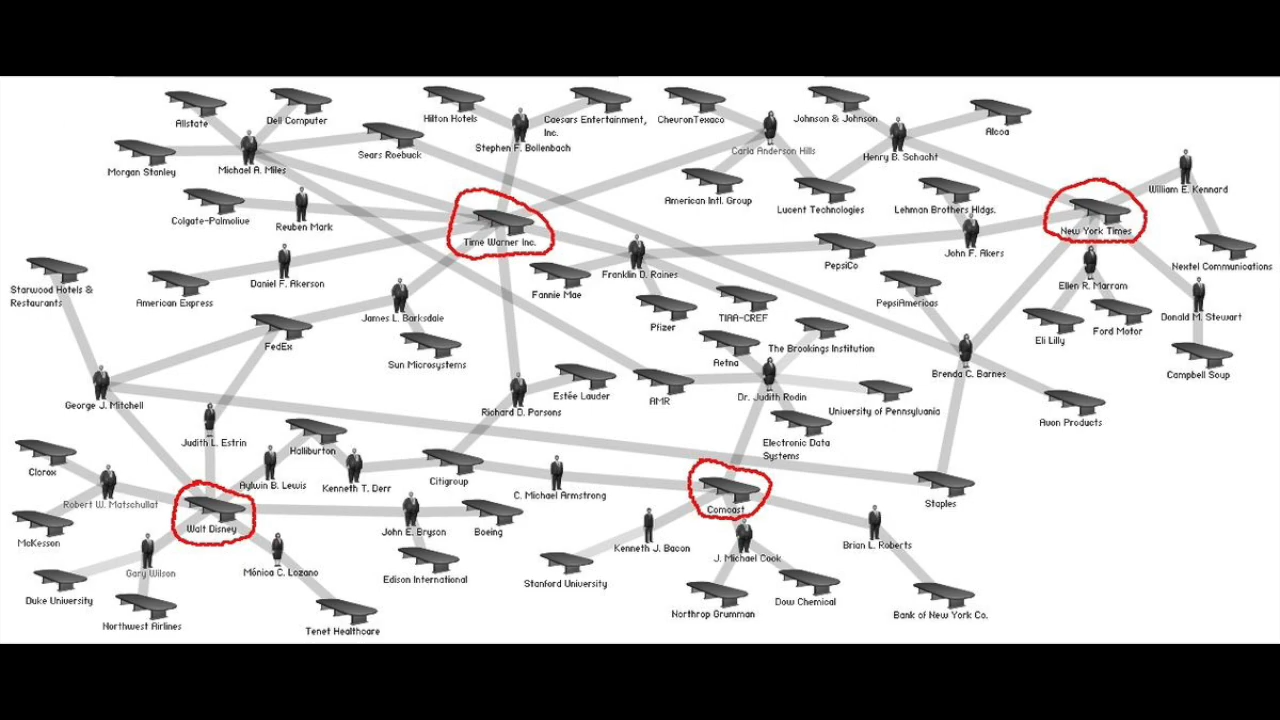 Allstate
Dell Computer
Hilton Hotels
Caesars Entertainment,
Inc.
ChevronTexaco
Johnson & Johnson
Alcoa
Morgan Stanley
Michael A. Miles
Sears Roebuck
Stephen F. Bollenbach
Carla Anderson Hills
Henry B. Schacht
William E. Kennard
Colgate-Palmolive
Reuben Mark
Time Warner Inc.
American Intl. Group
Lucent Technologies
Lehman Brothers Hldgs.
New York Times
Starwood Hotels &
Restaurants
American Express
Daniel F. Akerson
Fannie Mae
Franklin D. Raines
PepsiCo
John F. Akers
Nextel Communications
James L. Barksdale
Pfizer
TIAA-CREF
PepsiAmericas
Ellen R. Marram
FedEx
Sun Microsystems
Aetna
The Brookings Institution
Eli Lilly
Ford Motor
Donald M. Stewart
George J. Mitchell
Judith L. Estrin
Richard D. Parsons
Estée Lauder
AMR
Dr. Judith Rodin
University of Pennsylvania
Brenda C. Barnes
Campbell Soup
Avon Products
Electronic Data
Systems
Clorox
Robert W. Matschullat
Aylwin B. Lewis
Halliburton
Kenneth T. Derr
Citigroup
C. Michael Armstrong
Comcast
Staples
McKesson
Walt Disney
John E. Bryson
Boeing
Kenneth J. Bacon
J. Michael Cook
Brian L. Roberts
Gary Wilson
Mónica C. Lozano
Edison International
Stanford University
Duke University
Northwest Airlines
Tenet Healthcare
Northrop Grumman
Dow Chemical
Bank of New York Co.